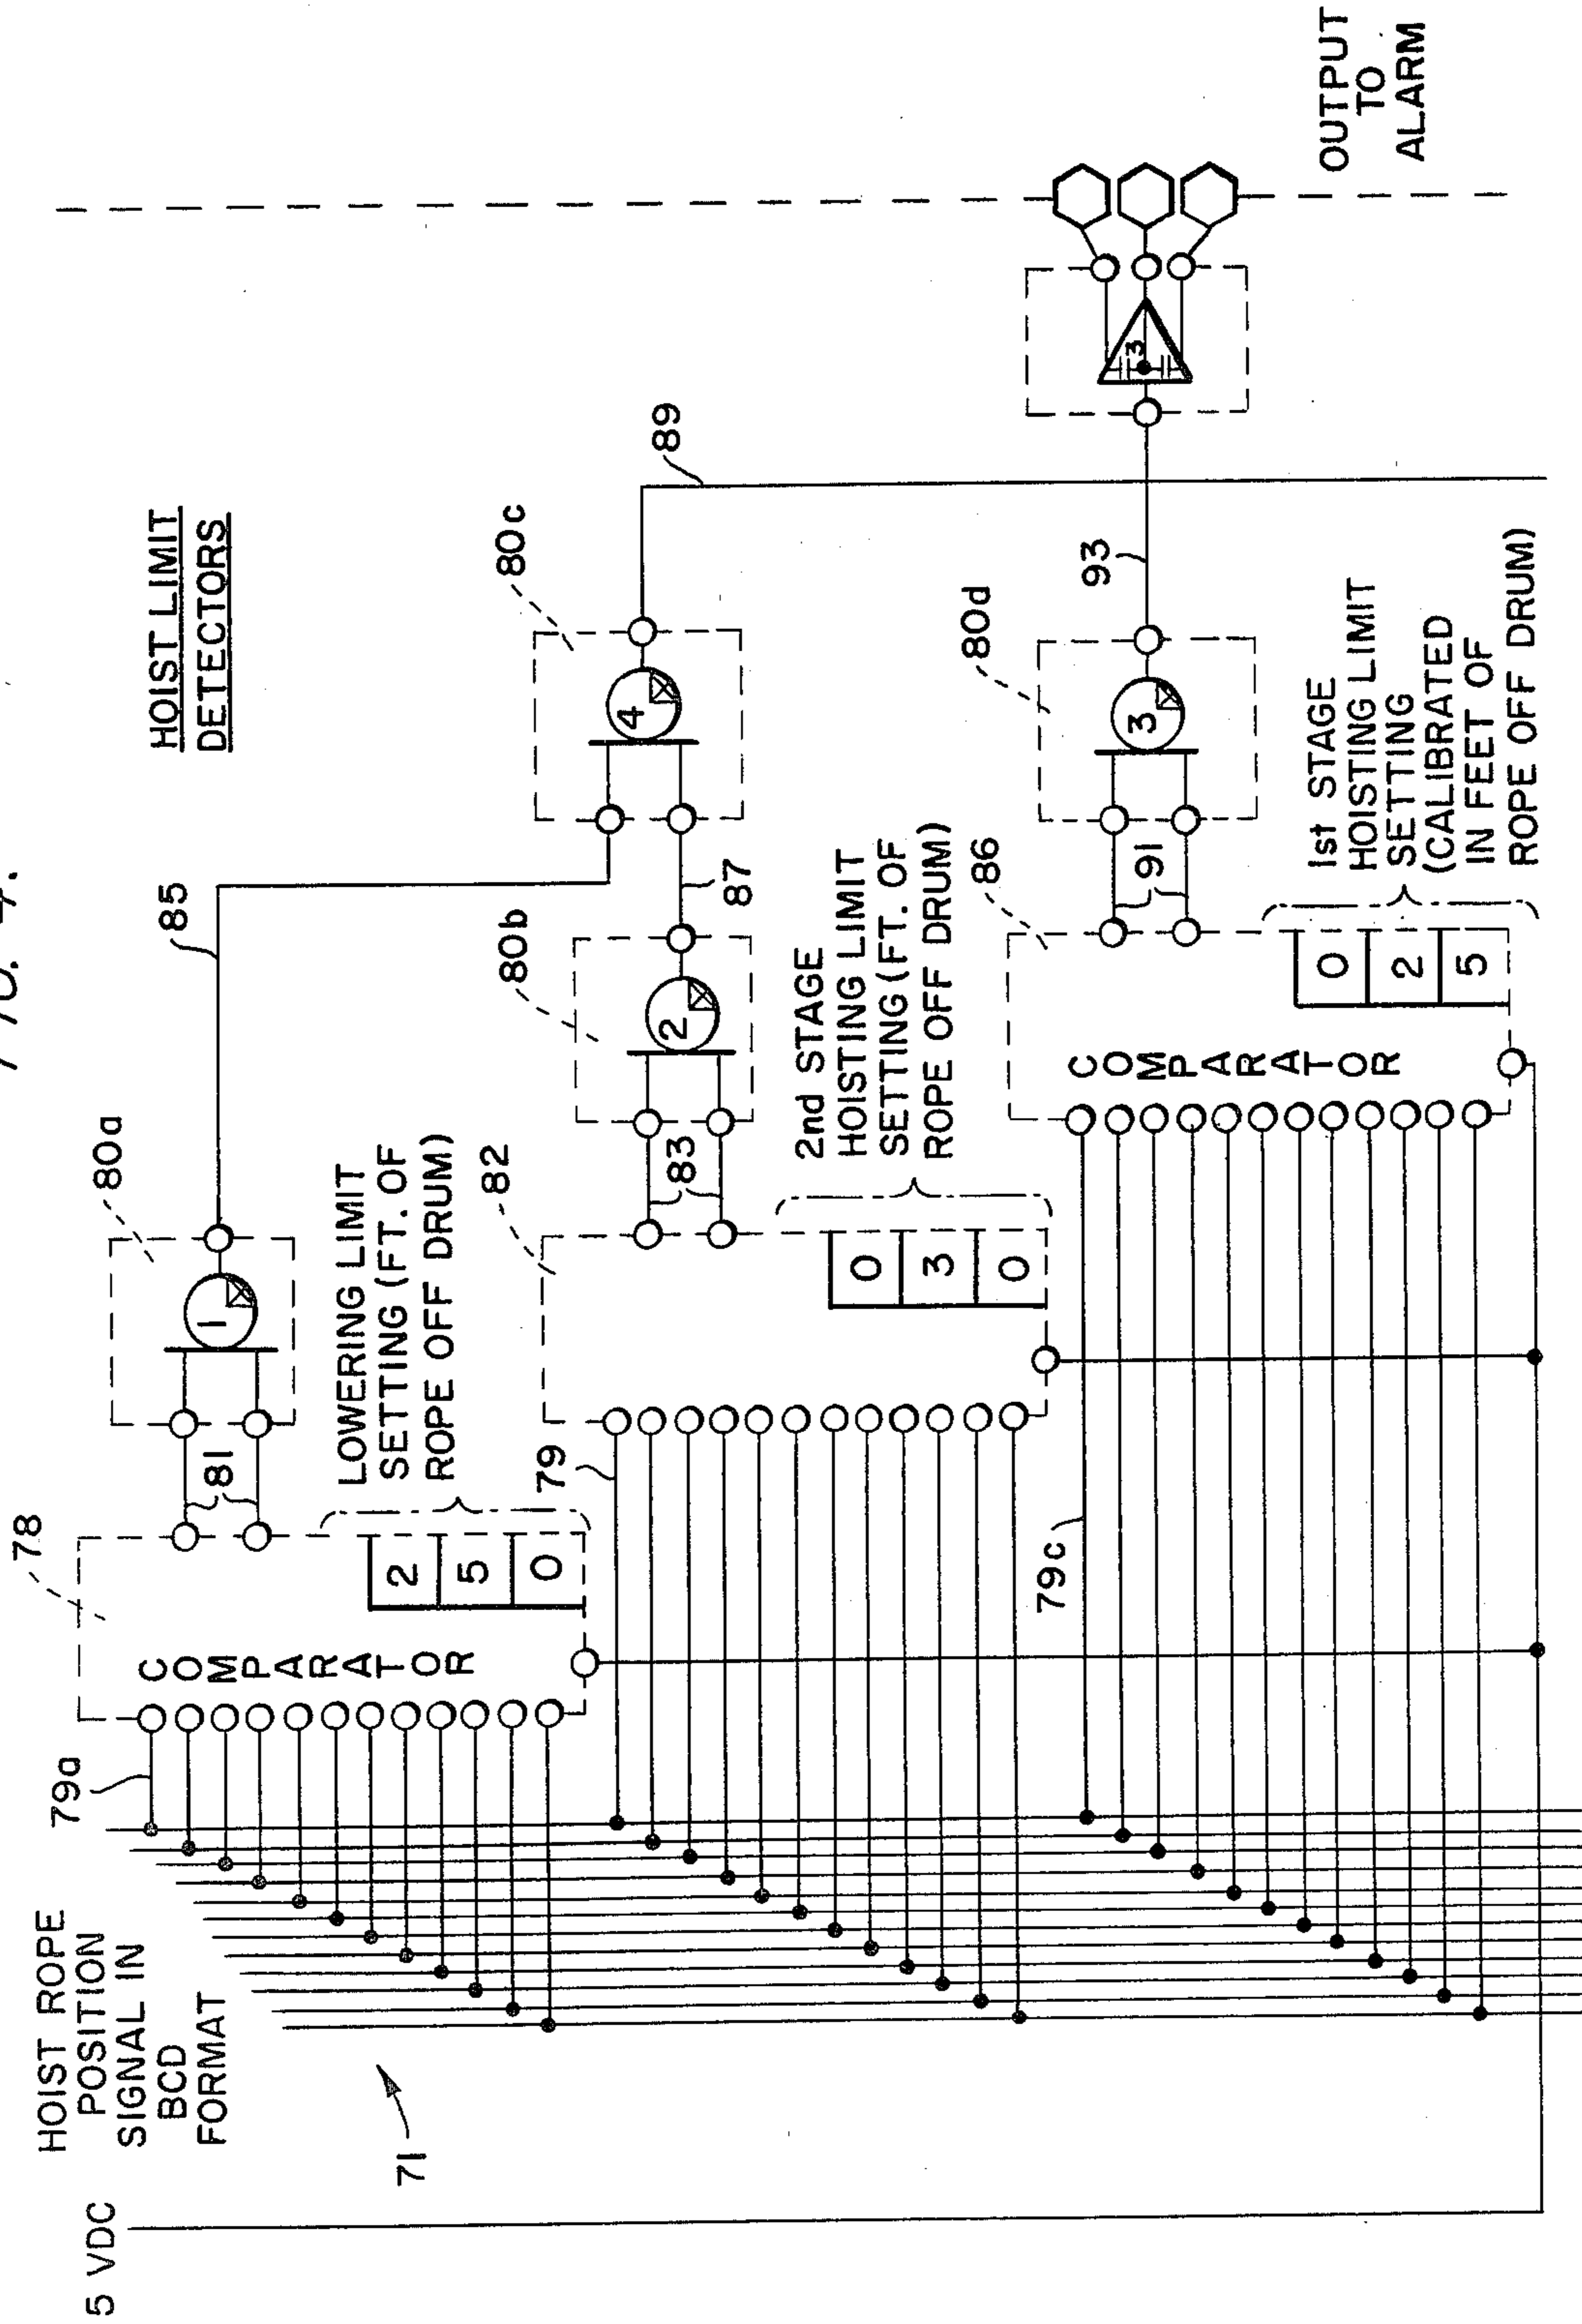 5 VDC
HOIST ROPE
POSITION
SIGNAL IN
BCD
FORMAT
71
79a
78
COMPARATOR
2
5
0
81
80a
1
LOWERING LIMIT
SETTING (FT. OF
ROPE OFF DRUM)
85
HOIST LIMIT
DETECTORS
79
82
0
3
0
83
80b
2
87
80c
4
89
2nd STAGE
HOISTING LIMIT
SETTING (FT. OF
ROPE OFF DRUM)
79c
86
COMPARATOR
0
2
5
91
80d
3
93
3
1st STAGE
HOISTING LIMIT
SETTING
(CALIBRATED
IN FEET OF
ROPE OFF DRUM)
OUTPUT
TO
ALARM